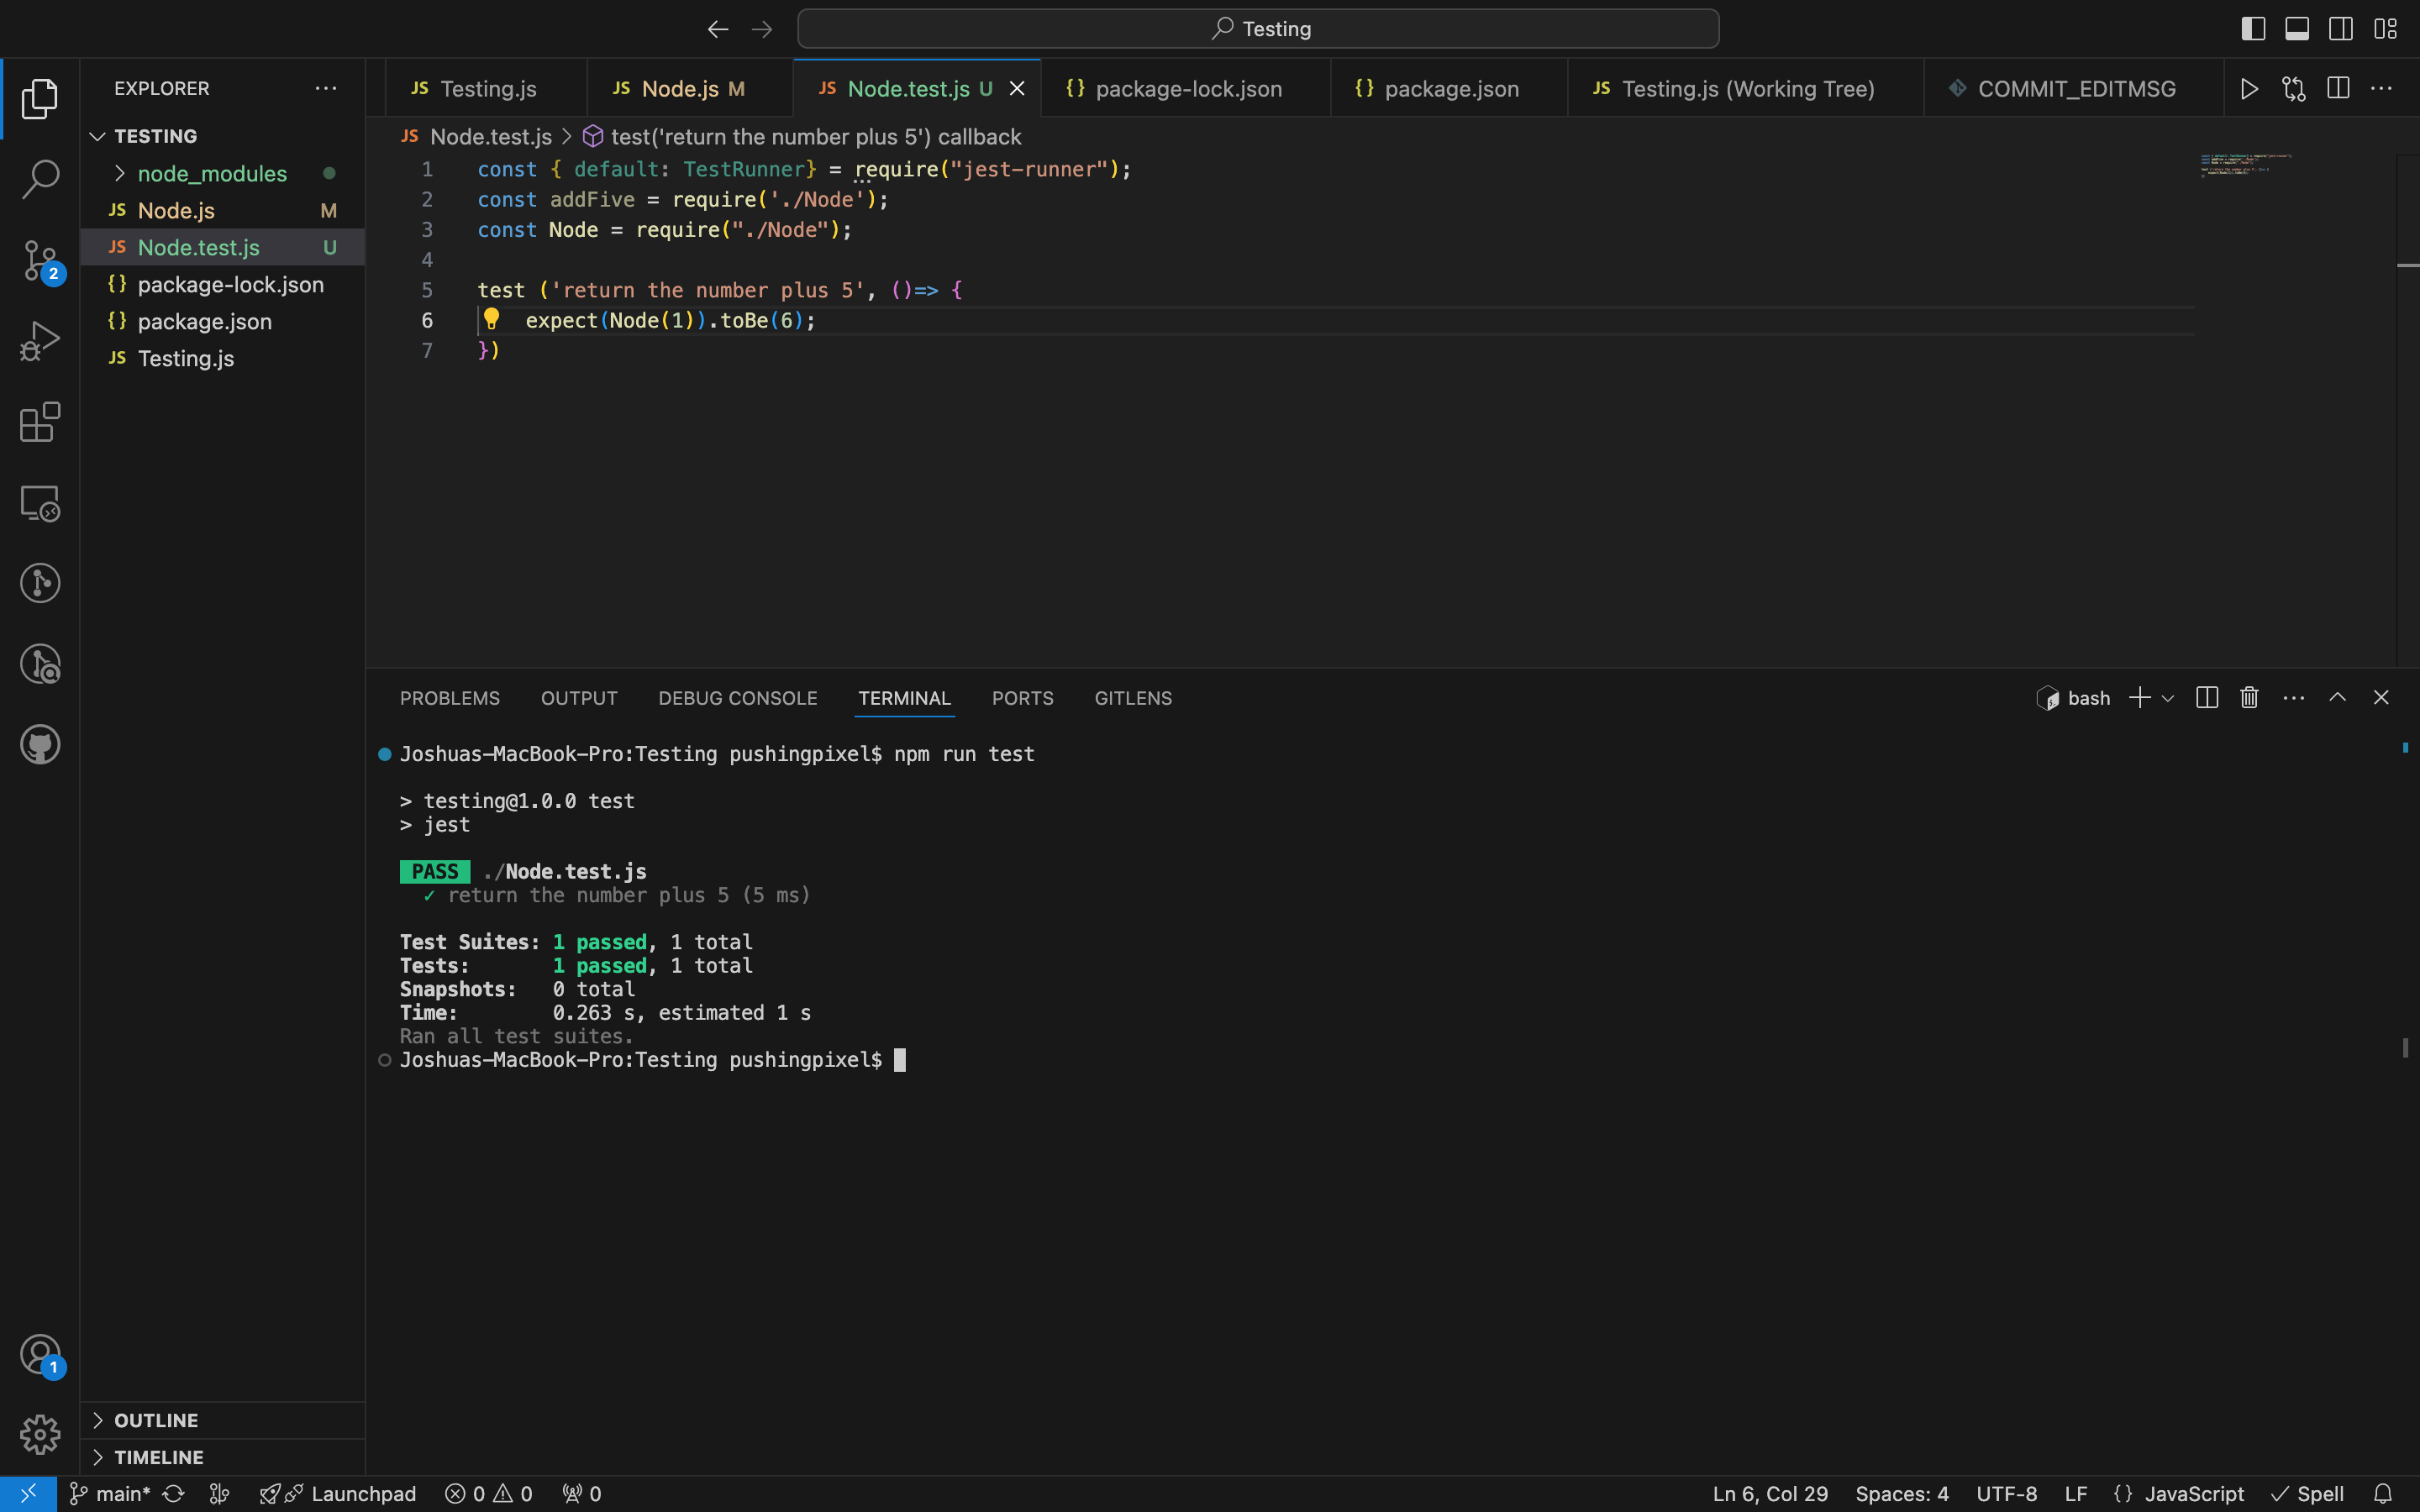 Testing
EXPLORER
JS Testing.js
JS Node.js M
JS Node.test.js U
{} package-lock.json
{} package.json
JS Testing.js (Working Tree)
COMMIT_EDITMSG
TESTING
node_modules
JS Node.js M
JS Node.test.js U
{} package-lock.json
{} package.json
JS Testing.js
2
1
OUTLINE
TIMELINE
JS Node.test.js > test('return the number plus 5') callback
1 const { default: TestRunner} = require("jest-runner");
2 const addFive = require('./Node');
3 const Node = require("./Node");
4
5 test ('return the number plus 5', ()=> {
6 expect(Node(1)).toBe(6);
7 })
PROBLEMS OUTPUT DEBUG CONSOLE TERMINAL PORTS GITLENS
bash
Joshuas-MacBook-Pro:Testing pushingpixel$ npm run test
> testing@1.0.0 test
> jest
PASS ./Node.test.js
✓ return the number plus 5 (5 ms)
Test Suites: 1 passed, 1 total
Tests: 1 passed, 1 total
Snapshots: 0 total
Time: 0.263 s, estimated 1 s
Ran all test suites.
Joshuas-MacBook-Pro:Testing pushingpixel$
main* Launchpad 0 0 0
Ln 6, Col 29 Spaces: 4 UTF-8 LF {} JavaScript Spell